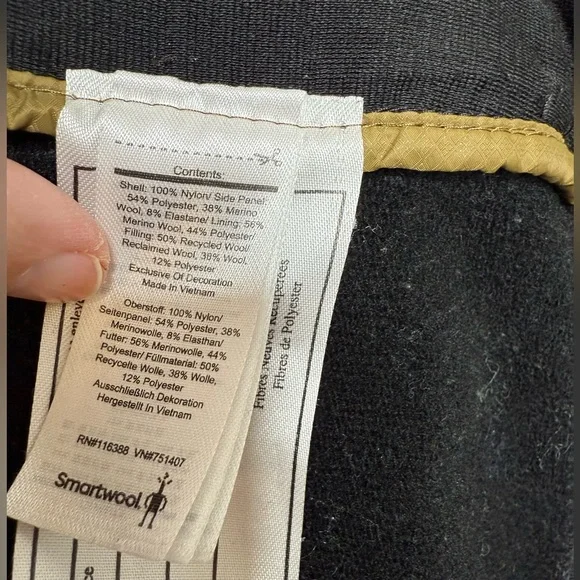 Contents:
Shell: 100% Nylon/ Side Panel:
54% Polyester, 38% Merino
Wool, 8% Elastane/ Lining: 56%
Merino Wool, 44% Polyester/
Filling: 50% Recycled Wool/
Reclaimed Wool, 38% Wool,
12% Polyester
Exclusive Of Decoration
Made In Vietnam
Oberstoff: 100% Nylon/
Seitenpanel: 54% Polyester, 38%
Merinowolle, 8% Elasthan/
Futter: 56% Merinowolle, 44%
Polyester/ Füllmaterial: 50%
Recycelte Wolle, 38% Wolle,
12% Polyester
Ausschließlich Dekoration
Hergestellt In Vietnam
RN#116388 VN#751407
Smartwool
Fibres Neuves Récupérées
Fibres de Polyester